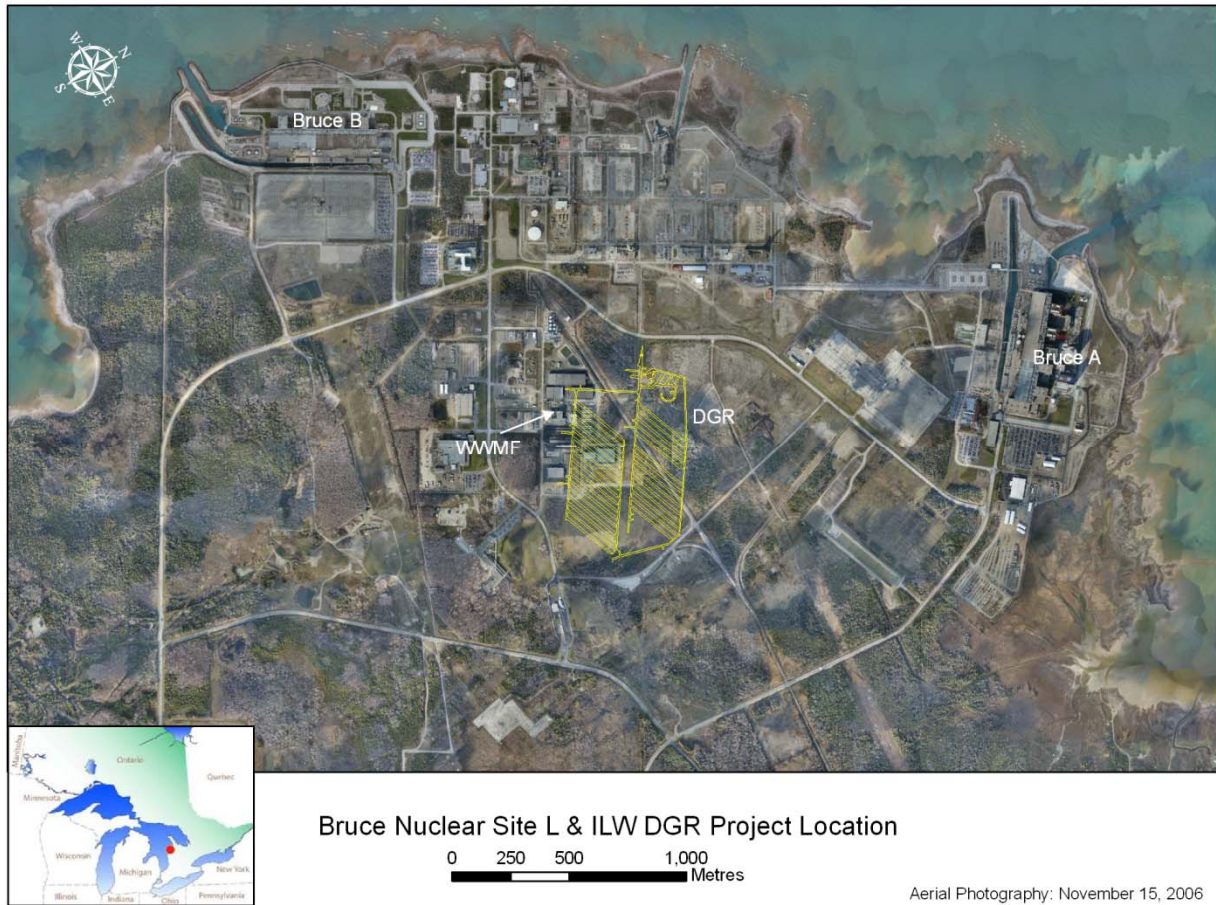 N
W
E
S
Bruce B
Bruce A
DGR
WWMF
Manitoba
Ontario
Quebec
Minnesota
Wisconsin
Michigan
New York
Illinois
Indiana
Ohio
Pennsylvania
Bruce Nuclear Site L & ILW DGR Project Location
0 250 500 1,000
Metres
Aerial Photography: November 15, 2006